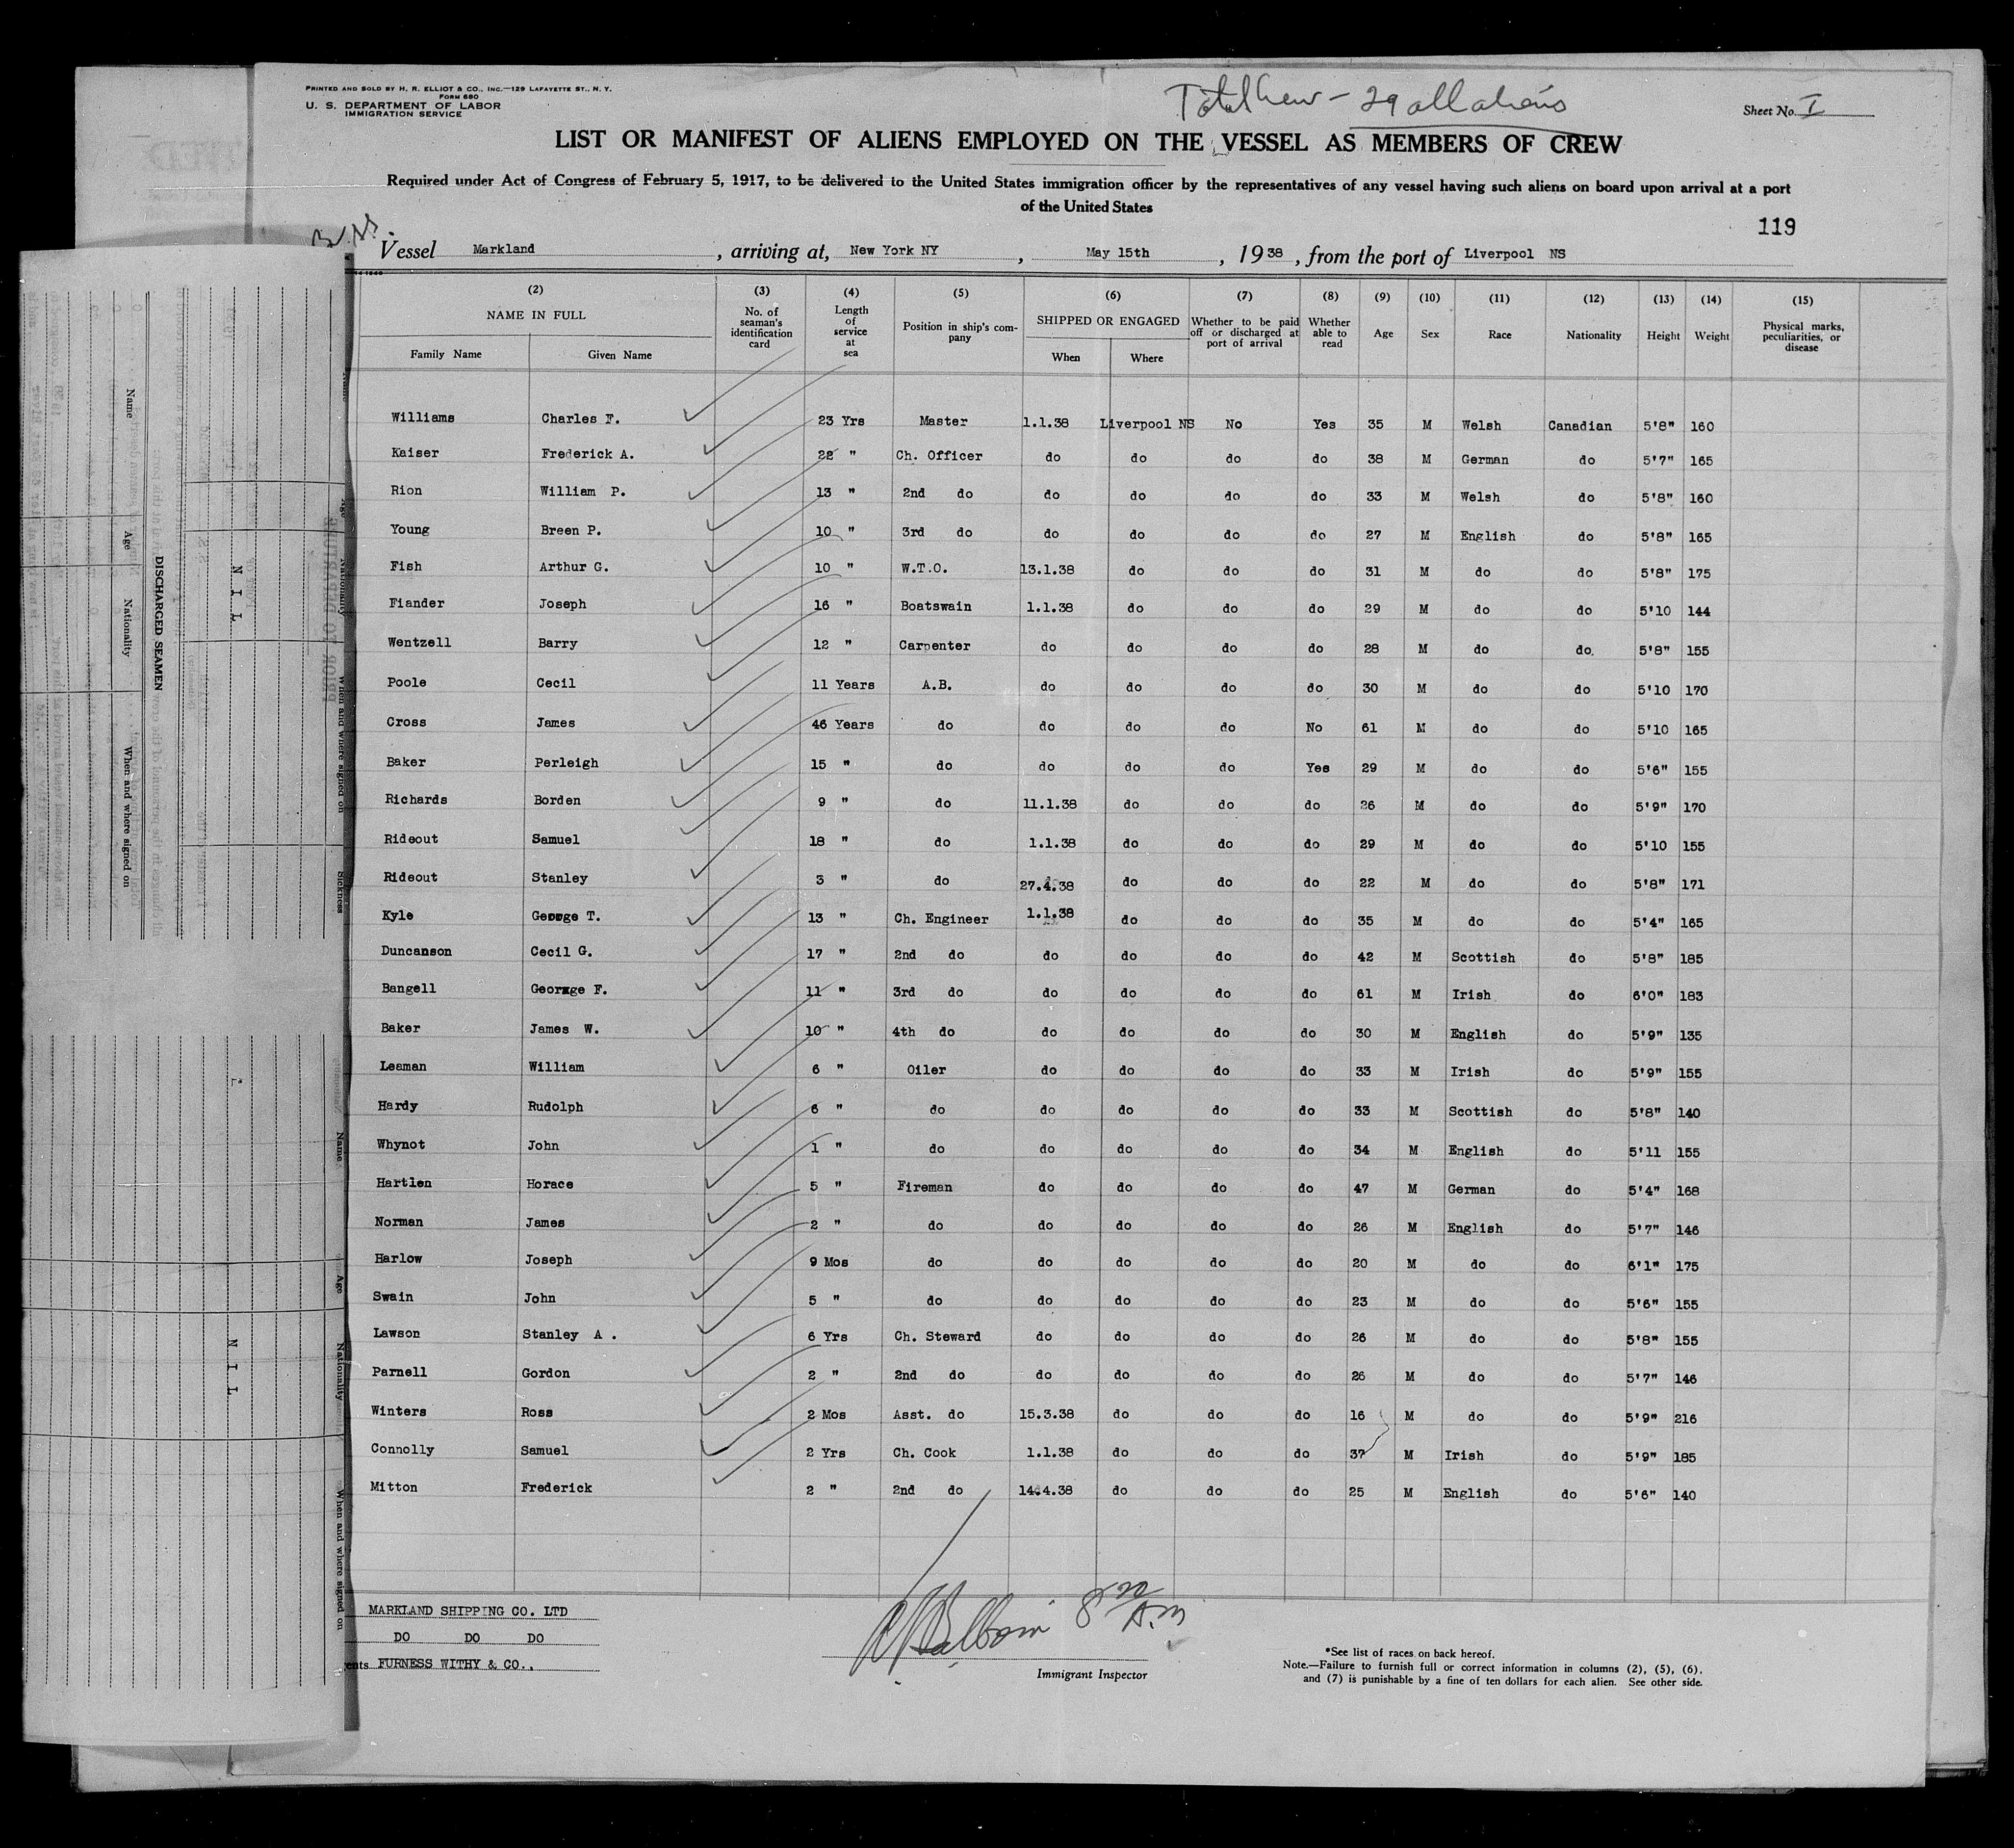 PRINTED AND SOLD BY H. R. ELLIOT & CO., INC.—129 LAFAYETTE ST., N. Y.
FORM 680
U. S. DEPARTMENT OF LABOR
IMMIGRATION SERVICE
Total Crew - 29 all aliens
Sheet No. I
LIST OR MANIFEST OF ALIENS EMPLOYED ON THE VESSEL AS MEMBERS OF CREW
Required under Act of Congress of February 5, 1917, to be delivered to the United States immigration officer by the representatives of any vessel having such aliens on board upon arrival at a port
of the United States
119
Vessel Markland, arriving at, New York NY, May 15th, 1938, from the port of Liverpool NS
(2) NAME IN FULL Family Name Given Name (3) No. of seaman's identification card (4) Length of service at sea (5) Position in ship's company (6) SHIPPED OR ENGAGED When Where (7) Whether to be paid off or discharged at port of arrival (8) Whether able to read (9) Age (10) Sex (11) Race (12) Nationality (13) Height (14) Weight (15) Physical marks, peculiarities, or disease
Williams Charles F. 23 Yrs Master 1.1.38 Liverpool NS No Yes 35 M Welsh Canadian 5'8" 160
Kaiser Frederick A. 22 " Ch. Officer do do do do 38 M German do 5'7" 165
Rion William P. 13 " 2nd do do do do do 33 M Welsh do 5'8" 160
Young Breen P. 10 " 3rd do do do do do 27 M English do 5'8" 165
Fish Arthur G. 10 " W.T.O. 13.1.38 do do do 31 M do do 5'8" 175
Fiander Joseph 16 " Boatswain 1.1.38 do do do 29 M do do 5'10 144
Wentzell Barry 12 " Carpenter do do do do 28 M do do. 5'8" 155
Poole Cecil 11 Years A.B. do do do do 30 M do do 5'10 170
Cross James 46 Years do do do do No 61 M do do 5'10 165
Baker Perleigh 15 " do do do do Yes 29 M do do 5'6" 155
Richards Borden 9 " do 11.1.38 do do do 26 M do do 5'9" 170
Rideout Samuel 18 " do 1.1.38 do do do 29 M do do 5'10 155
Rideout Stanley 3 " do 27.4.38 do do do 22 M do do 5'8" 171
Kyle George T. 13 " Ch. Engineer 1.1.38 do do do 35 M do do 5'4" 165
Duncanson Cecil G. 17 " 2nd do do do do do 42 M Scottish do 5'8" 185
Bangell George F. 11 " 3rd do do do do do 61 M Irish do 6'0" 183
Baker James W. 10 " 4th do do do do do 30 M English do 5'9" 135
Leaman William 6 " Oiler do do do do 33 M Irish do 5'9" 155
Hardy Rudolph 6 " do do do do do 33 M Scottish do 5'8" 140
Whynot John 1 " do do do do do 34 M English do 5'11 155
Hartlen Horace 5 " Fireman do do do do 47 M German do 5'4" 168
Norman James 2 " do do do do do 26 M English do 5'7" 146
Harlow Joseph 9 Mos do do do do do 20 M do do 6'1" 175
Swain John 5 " do do do do do 23 M do do 5'6" 155
Lawson Stanley A . 6 Yrs Ch. Steward do do do do 26 M do do 5'8" 155
Parnell Gordon 2 " 2nd do do do do do 26 M do do 5'7" 146
Winters Ross 2 Mos Asst. do 15.3.38 do do do 16 M do do 5'9" 216
Connolly Samuel 2 Yrs Ch. Cook 1.1.38 do do do 37 M Irish do 5'9" 185
Mitton Frederick 2 " 2nd do 14.4.38 do do do 25 M English do 5'6" 140
MARKLAND SHIPPING CO. LTD
DO DO DO
ents FURNESS WITHY & CO.,
8 20 A.M
Immigrant Inspector
*See list of races on back hereof.
Note.—Failure to furnish full or correct information in columns (2), (5), (6),
and (7) is punishable by a fine of ten dollars for each alien. See other side.
DISCHARGED SEAMEN
Name Age Nationality When and where signed on
NIL
Name Age Nationality When and where signed on Sickness
NIL